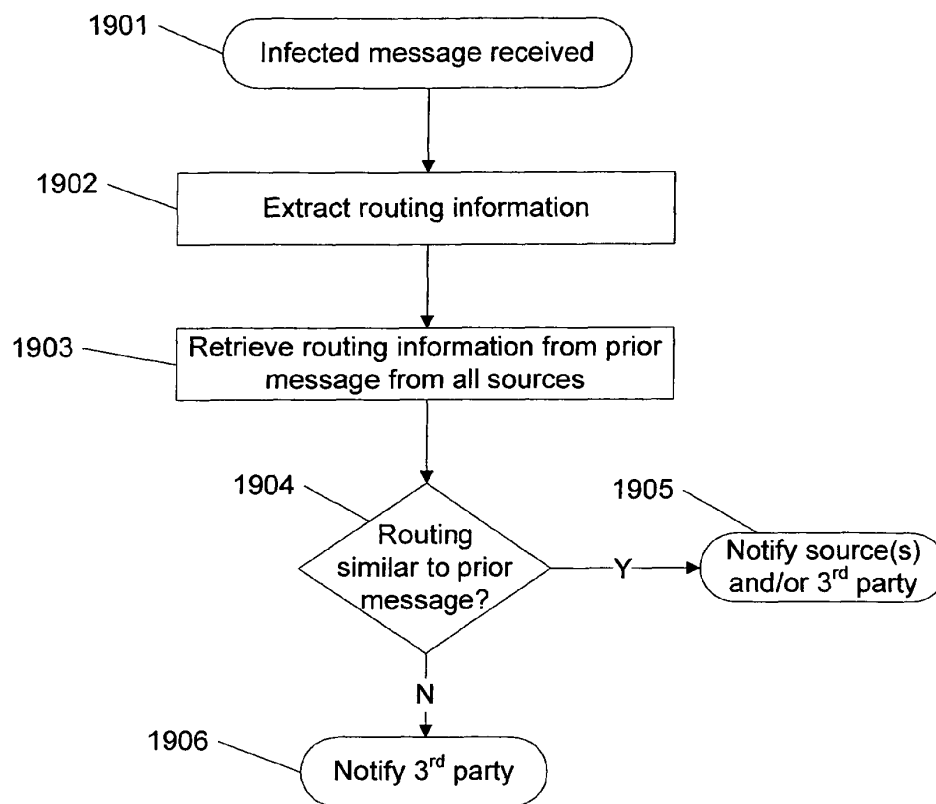 1901
Infected message received
1902
Extract routing information
1903
Retrieve routing information from prior
message from all sources
1904
Routing
similar to prior
message?
Y
1905
Notify source(s)
and/or 3rd party
N
1906
Notify 3rd party